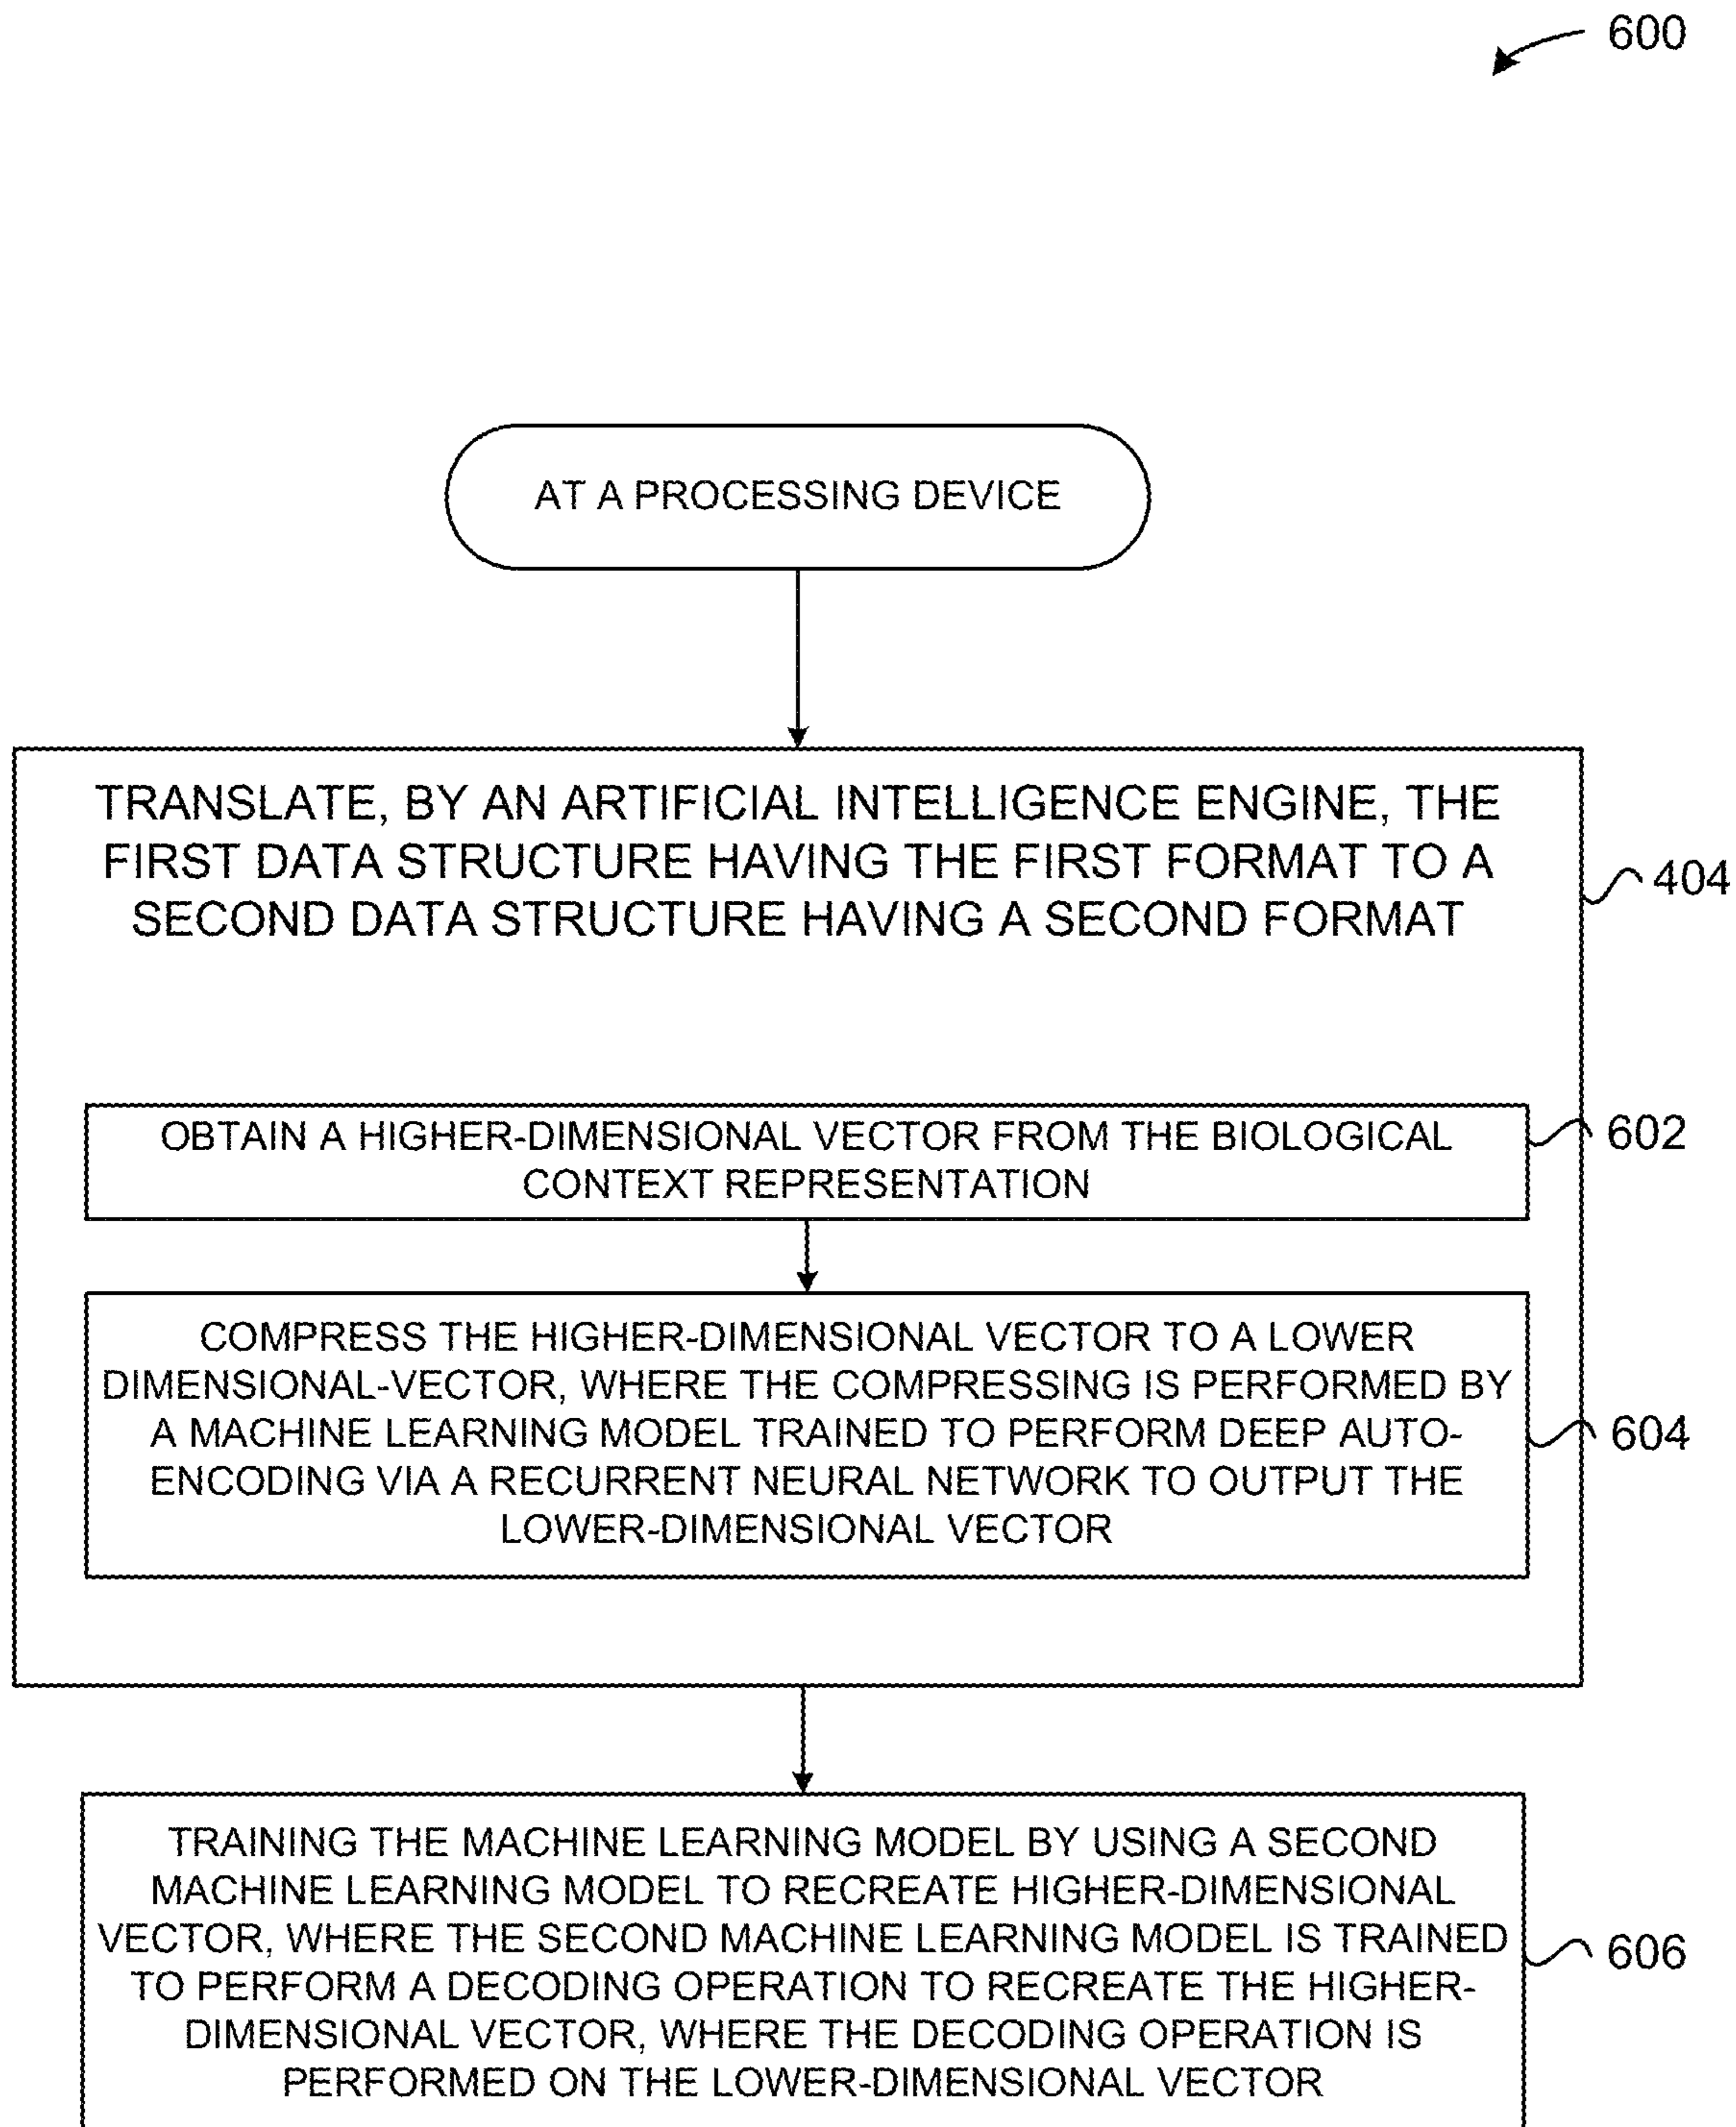 600
AT A PROCESSING DEVICE
TRANSLATE, BY AN ARTIFICIAL INTELLIGENCE ENGINE, THE
FIRST DATA STRUCTURE HAVING THE FIRST FORMAT TO A
SECOND DATA STRUCTURE HAVING A SECOND FORMAT
404
OBTAIN A HIGHER-DIMENSIONAL VECTOR FROM THE BIOLOGICAL
CONTEXT REPRESENTATION
602
COMPRESS THE HIGHER-DIMENSIONAL VECTOR TO A LOWER
DIMENSIONAL-VECTOR, WHERE THE COMPRESSING IS PERFORMED BY
A MACHINE LEARNING MODEL TRAINED TO PERFORM DEEP AUTO-
ENCODING VIA A RECURRENT NEURAL NETWORK TO OUTPUT THE
LOWER-DIMENSIONAL VECTOR
604
TRAINING THE MACHINE LEARNING MODEL BY USING A SECOND
MACHINE LEARNING MODEL TO RECREATE HIGHER-DIMENSIONAL
VECTOR, WHERE THE SECOND MACHINE LEARNING MODEL IS TRAINED
TO PERFORM A DECODING OPERATION TO RECREATE THE HIGHER-
DIMENSIONAL VECTOR, WHERE THE DECODING OPERATION IS
PERFORMED ON THE LOWER-DIMENSIONAL VECTOR
606